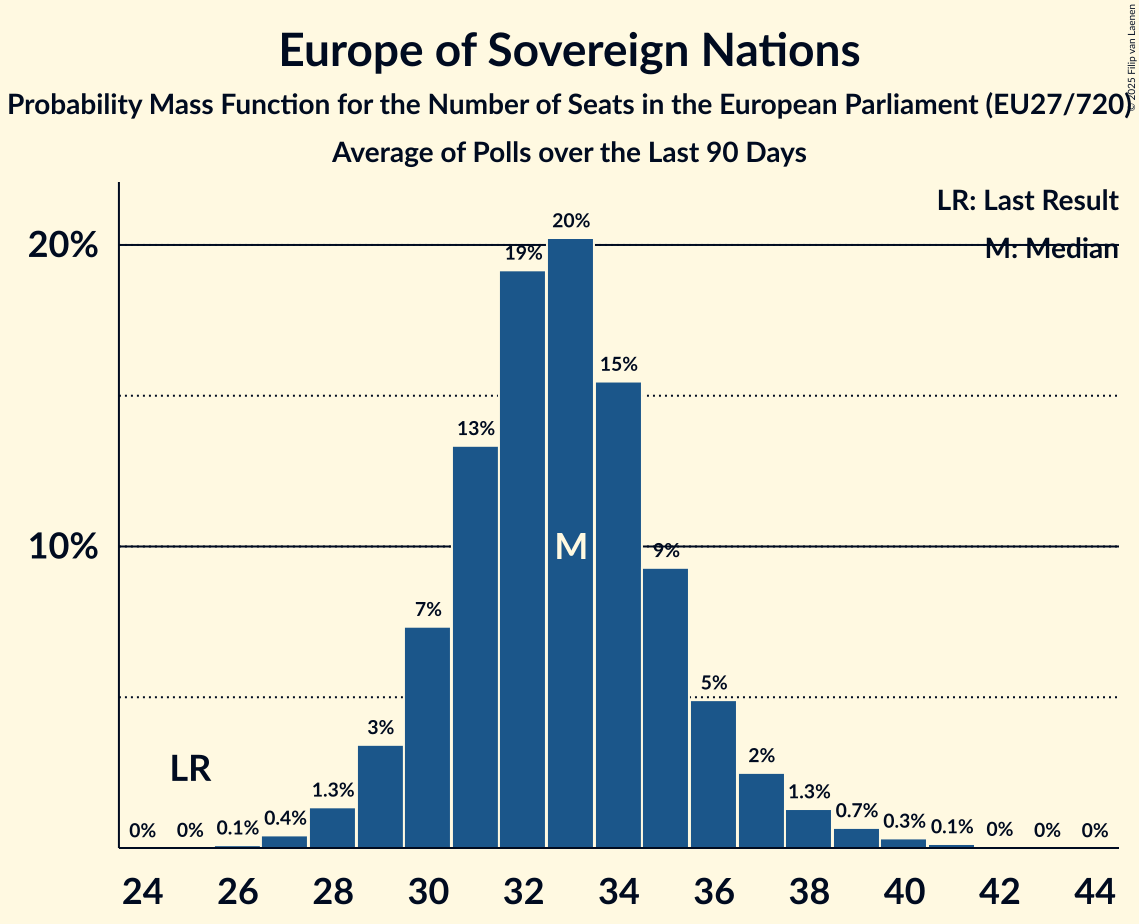 Europe of Sovereign Nations
Probability Mass Function for the Number of Seats in the European Parliament (EU27/720)
Average of Polls over the Last 90 Days
© 2025 Filip van Laenen
LR: Last Result
M: Median
20%
10%
0%
0%
0.1%
0.4%
1.3%
3%
7%
13%
19%
20%
15%
9%
5%
2%
1.3%
0.7%
0.3%
0.1%
0%
0%
0%
LR
M
24 26 28 30 32 34 36 38 40 42 44